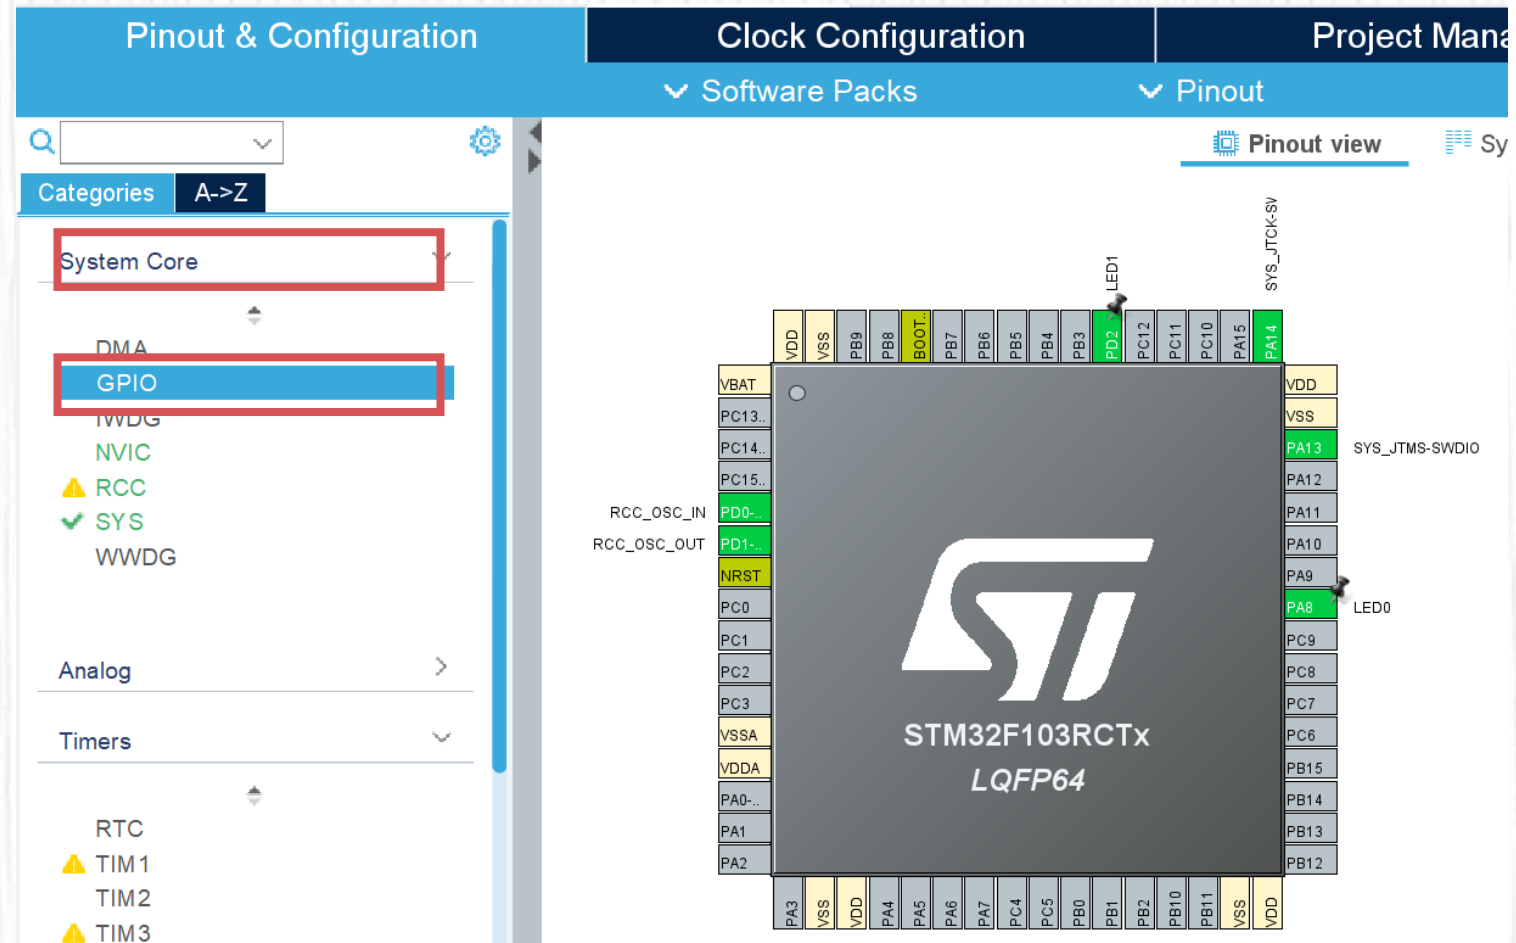 Pinout & Configuration
Clock Configuration
Project Mana
Software Packs
Pinout
Pinout view
Sy
Categories
A->Z
System Core
DMA
GPIO
IWDG
NVIC
RCC
SYS
WWDG
Analog
Timers
RTC
TIM1
TIM2
TIM3
LED1
SYS_JTCK-SW
VDD
VSS
PB9
PB8
BOOT..
PB7
PB6
PB5
PB4
PB3
PD2
PC12
PC11
PC10
PA15
PA14
VBAT
PC13..
PC14..
PC15..
RCC_OSC_IN PD0-..
RCC_OSC_OUT PD1-..
NRST
PC0
PC1
PC2
PC3
VSSA
VDDA
PA0-..
PA1
PA2
STM32F103RCTx
LQFP64
VDD
VSS
PA13 SYS_JTMS-SWDIO
PA12
PA11
PA10
PA9
PA8 LED0
PC9
PC8
PC7
PC6
PB15
PB14
PB13
PB12
PA3
VSS
VDD
PA4
PA5
PA6
PA7
PC4
PC5
PB0
PB1
PB2
PB10
PB11
VSS
VDD